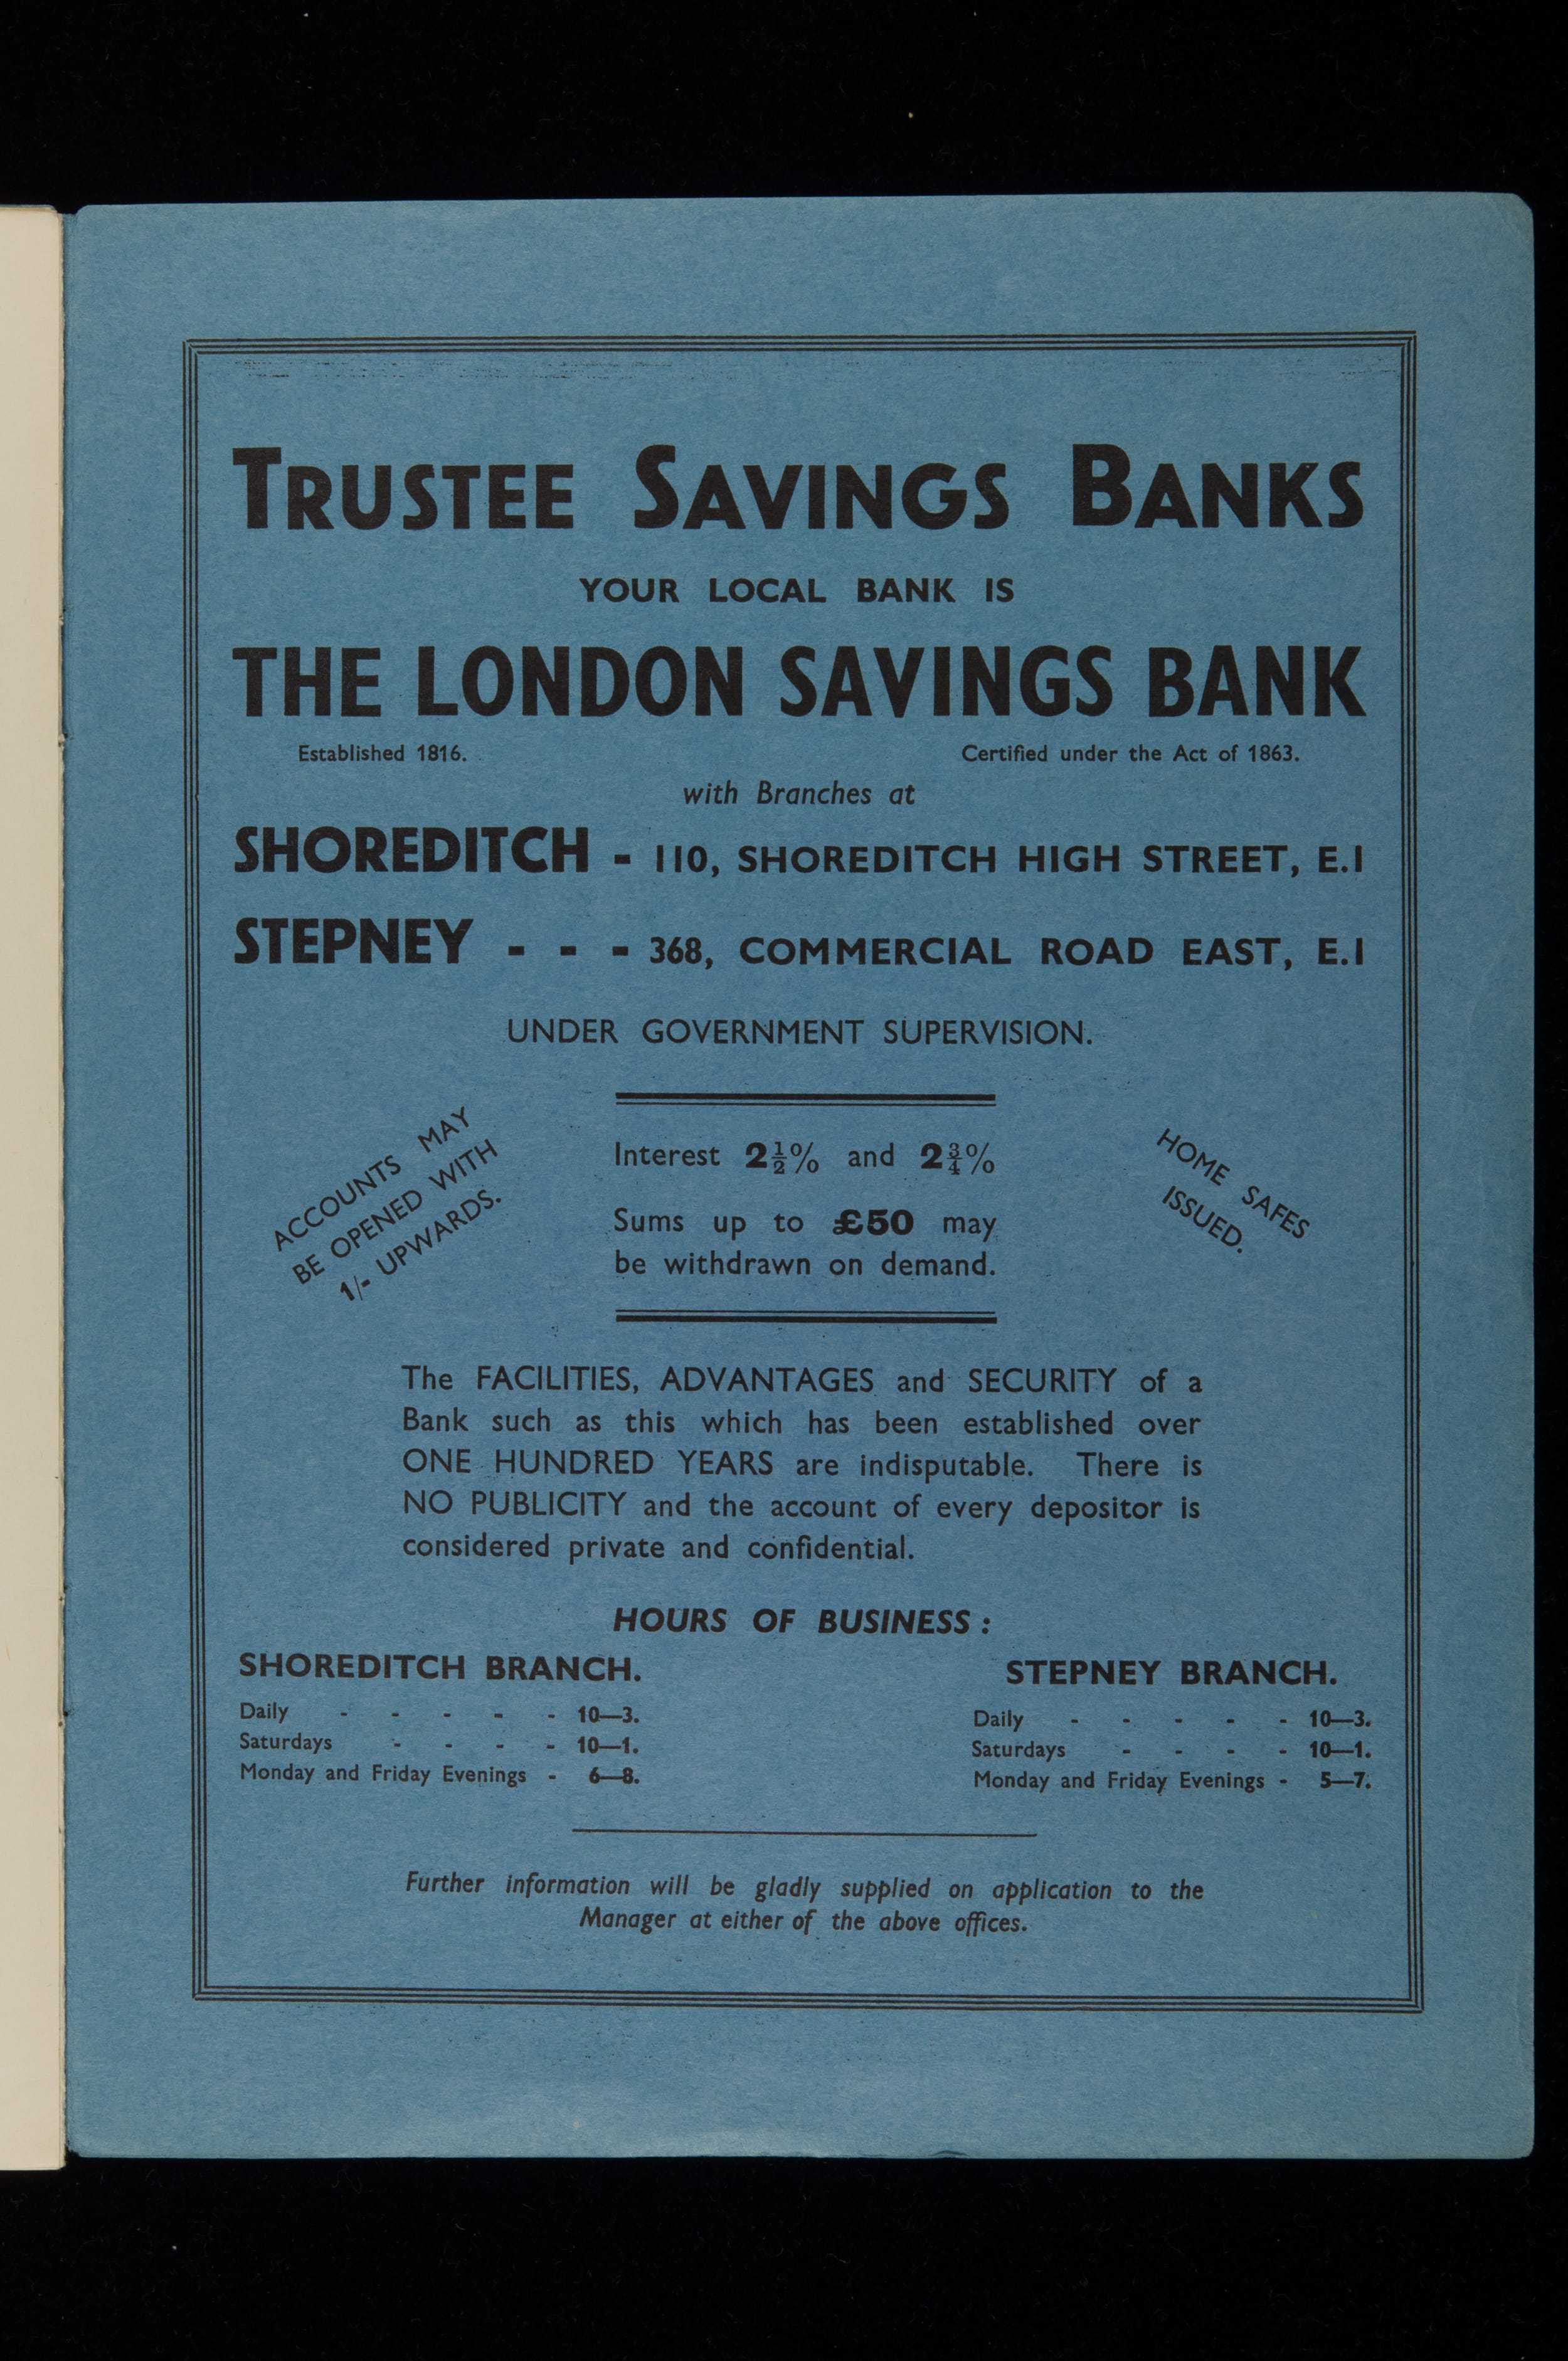 TRUSTEE SAVINGS BANKS
YOUR LOCAL BANK IS
THE LONDON SAVINGS BANK
Established 1816. Certified under the Act of 1863.
with Branches at
SHOREDITCH - 110, SHOREDITCH HIGH STREET, E.1
STEPNEY - - - 368, COMMERCIAL ROAD EAST, E.1
UNDER GOVERNMENT SUPERVISION.
ACCOUNTS MAY
BE OPENED WITH
1/- UPWARDS.
Interest 2½% and 2¾%
Sums up to £50 may
be withdrawn on demand.
HOME SAFES
ISSUED.
The FACILITIES, ADVANTAGES and SECURITY of a
Bank such as this which has been established over
ONE HUNDRED YEARS are indisputable. There is
NO PUBLICITY and the account of every depositor is
considered private and confidential.
HOURS OF BUSINESS :
SHOREDITCH BRANCH.
Daily - - - - - 10—3.
Saturdays - - - - 10—1.
Monday and Friday Evenings - 6—8.
STEPNEY BRANCH.
Daily - - - - - 10—3.
Saturdays - - - - 10—1.
Monday and Friday Evenings - 5—7.
Further information will be gladly supplied on application to the
Manager at either of the above offices.